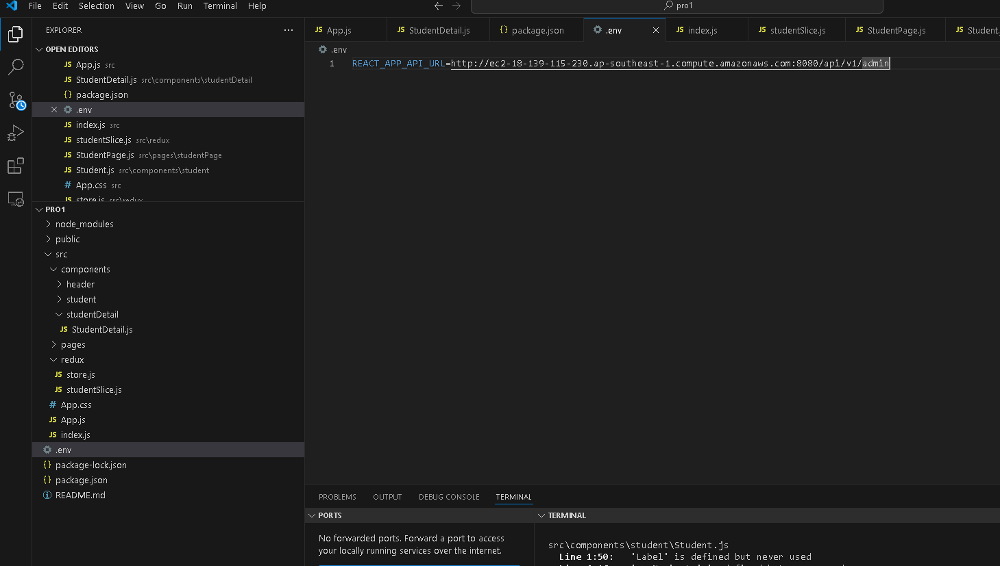 File Edit Selection View Go Run Terminal Help pro1
EXPLORER
OPEN EDITORS
JS App.js src
JS StudentDetail.js src\components\studentDetail
{} package.json
.env
JS index.js src
JS studentSlice.js src\redux
JS StudentPage.js src\pages\studentPage
JS Student.js src\components\student
# App.css src
JS store.js src\redux
PRO1
node_modules
public
src
components
header
student
studentDetail
JS StudentDetail.js
pages
redux
JS store.js
JS studentSlice.js
# App.css
JS App.js
JS index.js
.env
{} package-lock.json
{} package.json
README.md
JS App.js JS StudentDetail.js {} package.json .env JS index.js JS studentSlice.js JS StudentPage.js JS Student.
.env
1 REACT_APP_API_URL=http://ec2-18-139-115-230.ap-southeast-1.compute.amazonaws.com:8080/api/v1/admin
PROBLEMS OUTPUT DEBUG CONSOLE TERMINAL
PORTS
No forwarded ports. Forward a port to access
your locally running services over the internet.
TERMINAL
src\components\student\Student.js
Line 1:50: 'Label' is defined but never used